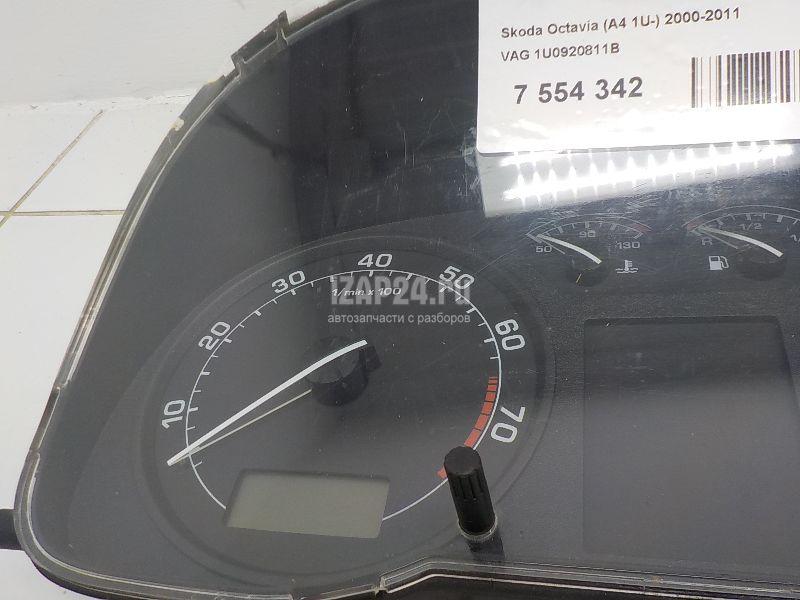 Skoda Octavia (A4 1U-) 2000-2011
VAG 1U0920811B
7 554 342
50 90 130
R 1/2
10 20 30 40 50 60 70
1/min x 100
IZAP24.
автозапчасти с разборов